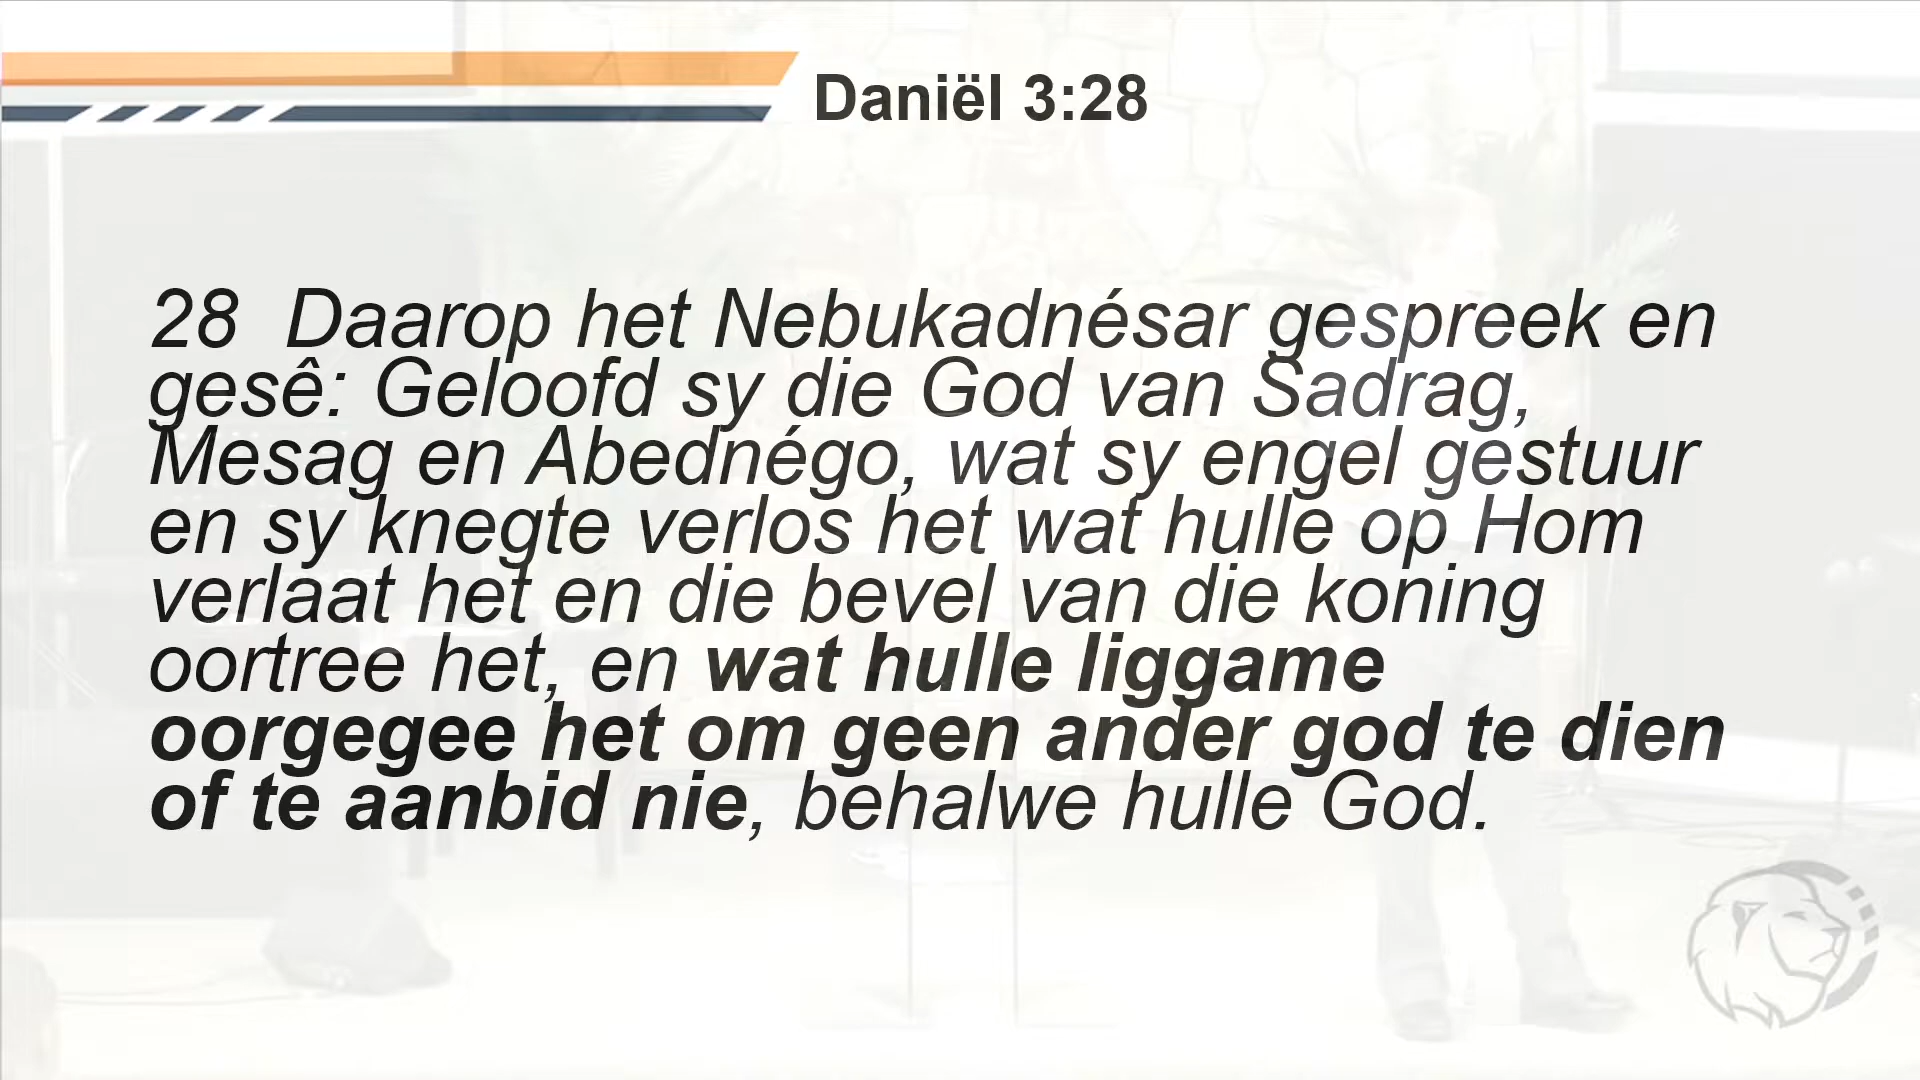 Daniël 3:28
28 Daarop het Nebukadnésar gespreek en
gesê: Geloofd sy die God van Sadrag,
Mesag en Abednégo, wat sy engel gestuur
en sy knegte verlos het wat hulle op Hom
verlaat het en die bevel van die koning
oortree het, en wat hulle liggame
oorgegee het om geen ander god te dien
of te aanbid nie, behalwe hulle God.